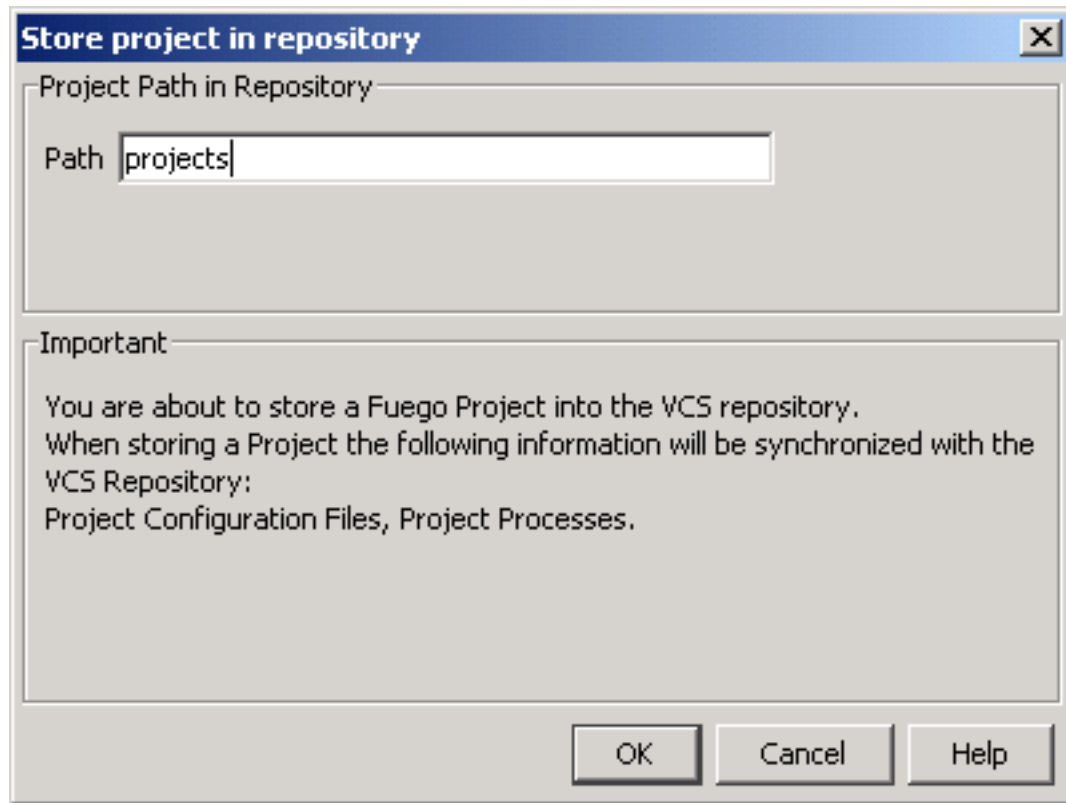 Store project in repository
Project Path in Repository
Path projects
Important
You are about to store a Fuego Project into the VCS repository.
When storing a Project the following information will be synchronized with the
VCS Repository:
Project Configuration Files, Project Processes.
OK Cancel Help